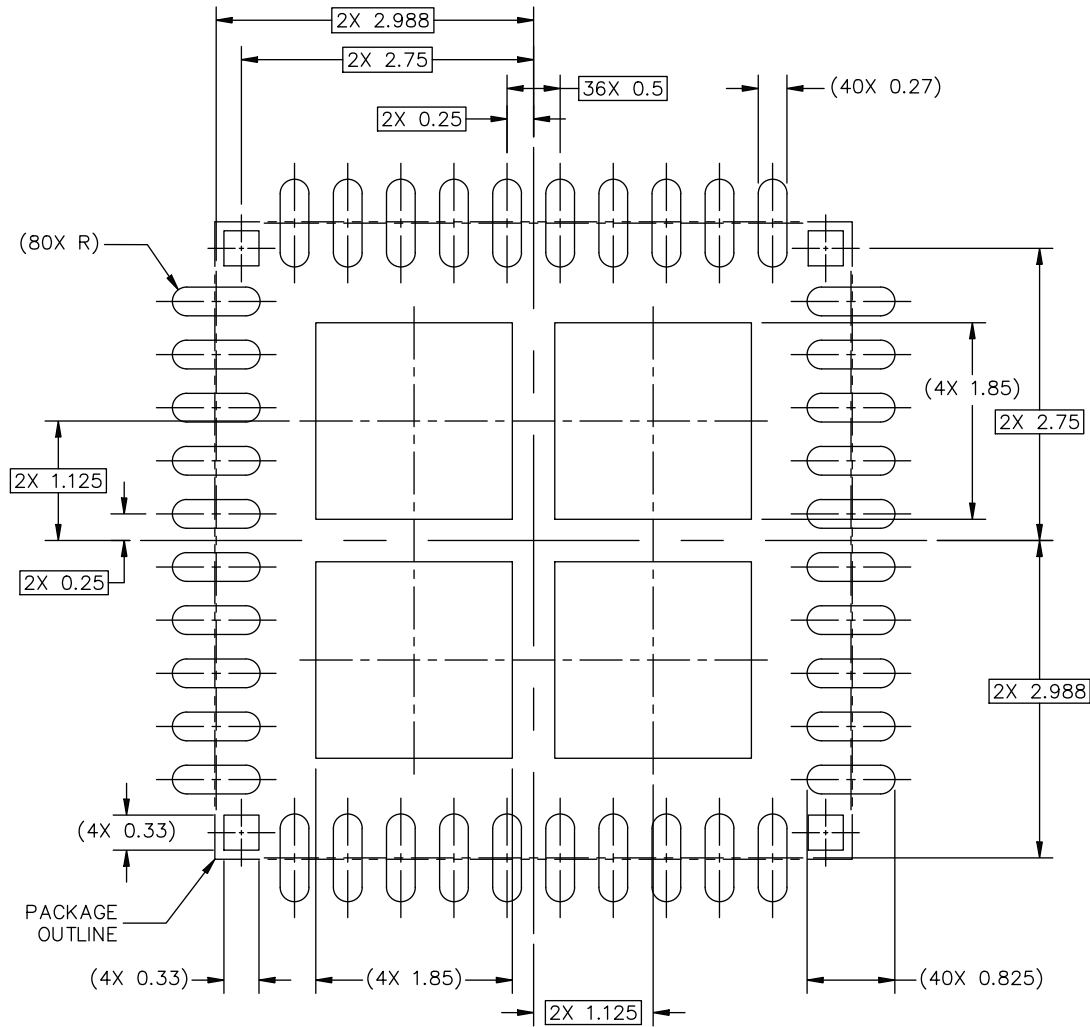 2X 2.988
2X 2.75
36X 0.5
(40X 0.27)
2X 0.25
(80X R)
(4X 1.85)
2X 2.75
2X 1.125
2X 0.25
2X 2.988
(4X 0.33)
PACKAGE
OUTLINE
(4X 0.33)
(4X 1.85)
(40X 0.825)
2X 1.125